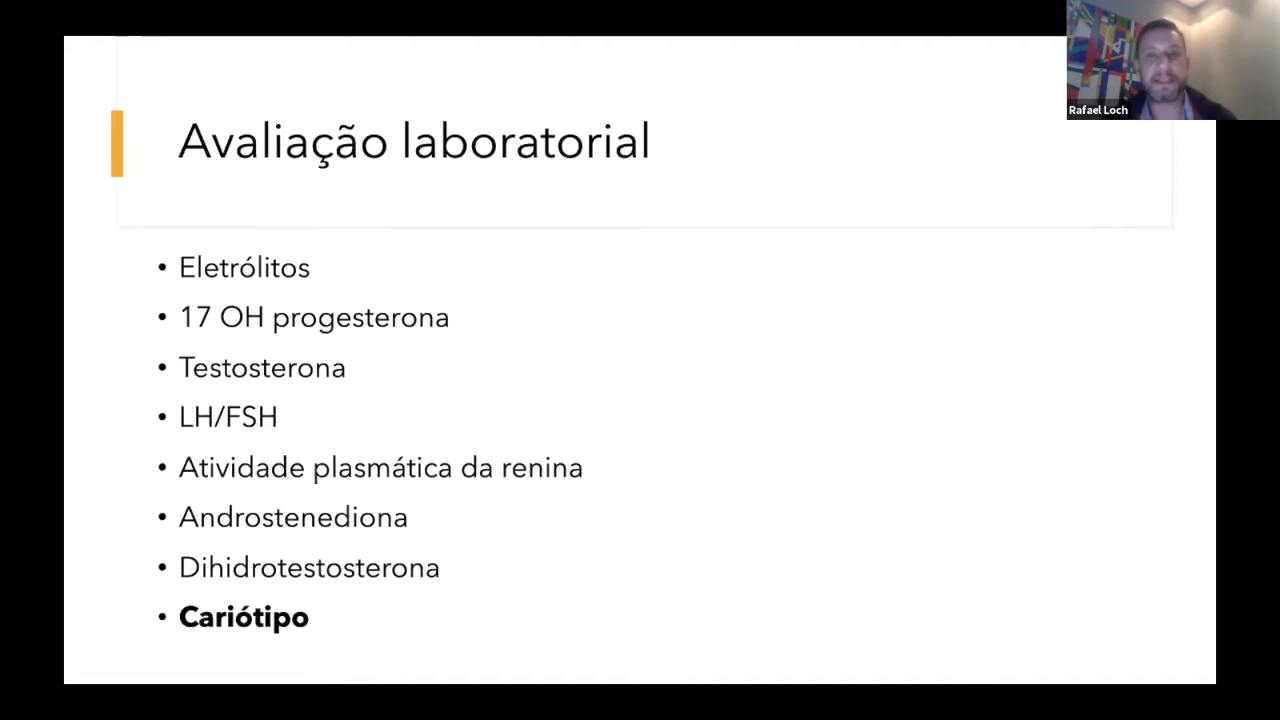 Rafael Loch
Avaliação laboratorial
• Eletrólitos
• 17 OH progesterona
• Testosterona
• LH/FSH
• Atividade plasmática da renina
• Androstenediona
• Dihidrotestosterona
• Cariótipo